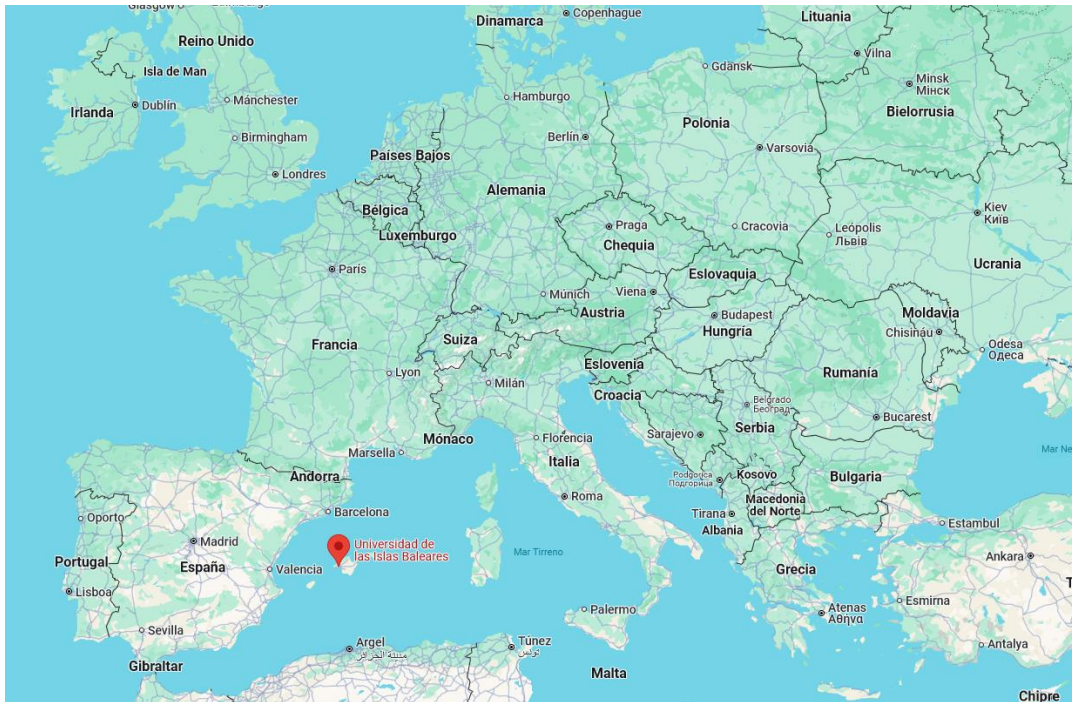 Glasgow
Reino Unido
Isla de Man
Irlanda
Dublín
Mánchester
Birmingham
Londres
Dinamarca
Copenhague
Lituania
Vilna
Minsk
Мінск
Bielorrusia
Gdansk
Hamburgo
Berlín
Polonia
Varsovia
Países Bajos
Alemania
Bélgica
Luxemburgo
Praga
Chequia
Cracovia
Leópolis
Львів
Kiev
Київ
Ucrania
París
Múnich
Viena
Eslovaquia
Austria
Budapest
Hungría
Moldavia
Chisináu
Odesa
Одеса
Francia
Suiza
Lyon
Milán
Eslovenia
Croacia
Rumanía
Belgrado
Београд
Serbia
Bucarest
Mónaco
Marsella
Florencia
Italia
Sarajevo
Mar Ne
Andorra
Barcelona
Roma
Podgorica
Подгорица
Kosovo
Bulgaria
Macedonia
del Norte
Tirana
Albania
Oporto
Madrid
España
Portugal
Lisboa
Valencia
Universidad de
las Islas Baleares
Mar Tirreno
Estambul
Ankara
T
Grecia
Esmirna
Atenas
Αθήνα
Antalya
Sevilla
Gibraltar
Argel
مدينة الجزائر
Palermo
Túnez
تونس
Malta
Chipre